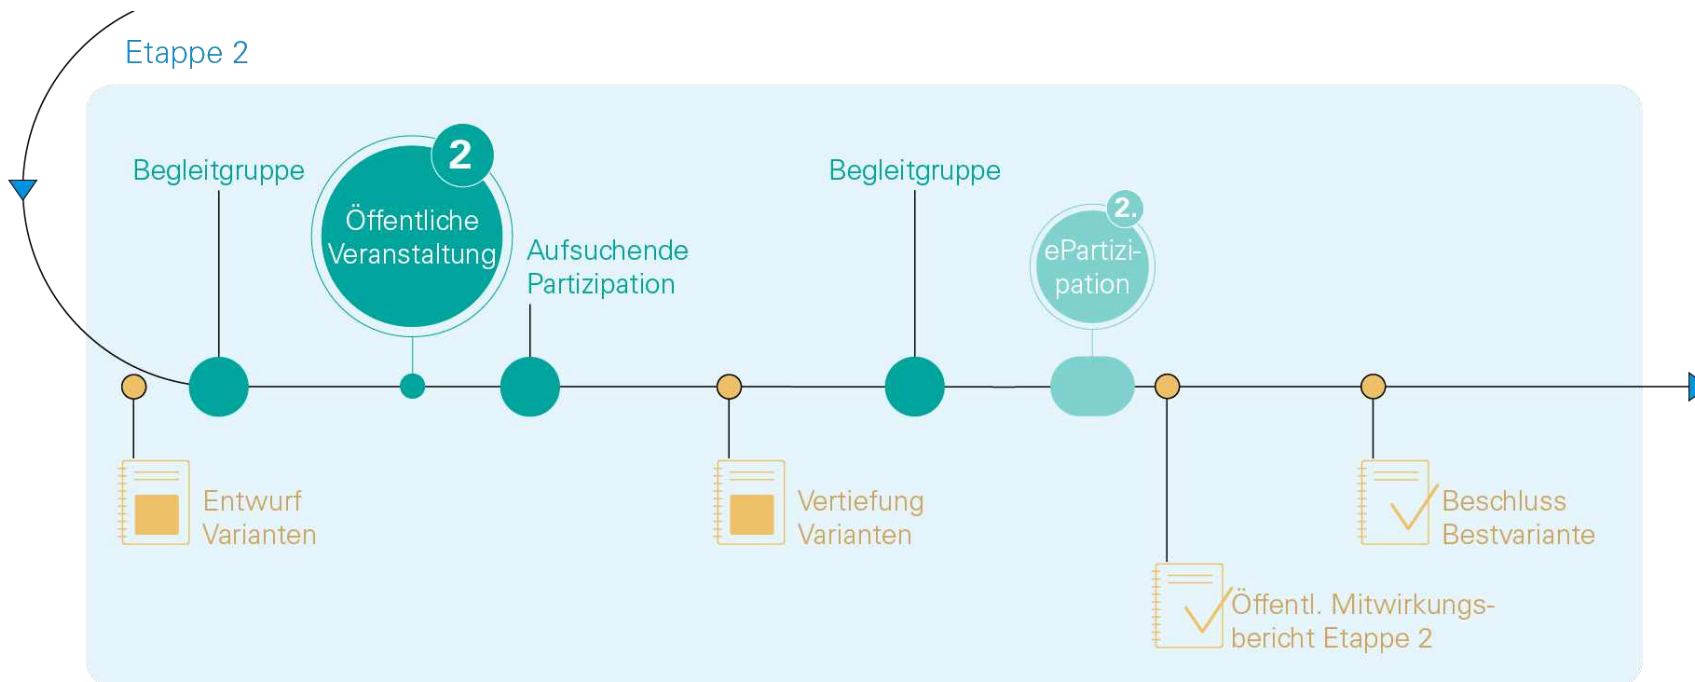 Etappe 2
Begleitgruppe
2
Öffentliche
Veranstaltung
Aufsuchende
Partizipation
Begleitgruppe
2.
ePartizi-
pation
Entwurf
Varianten
Vertiefung
Varianten
Öffentl. Mitwirkungs-
bericht Etappe 2
Beschluss
Bestvariante